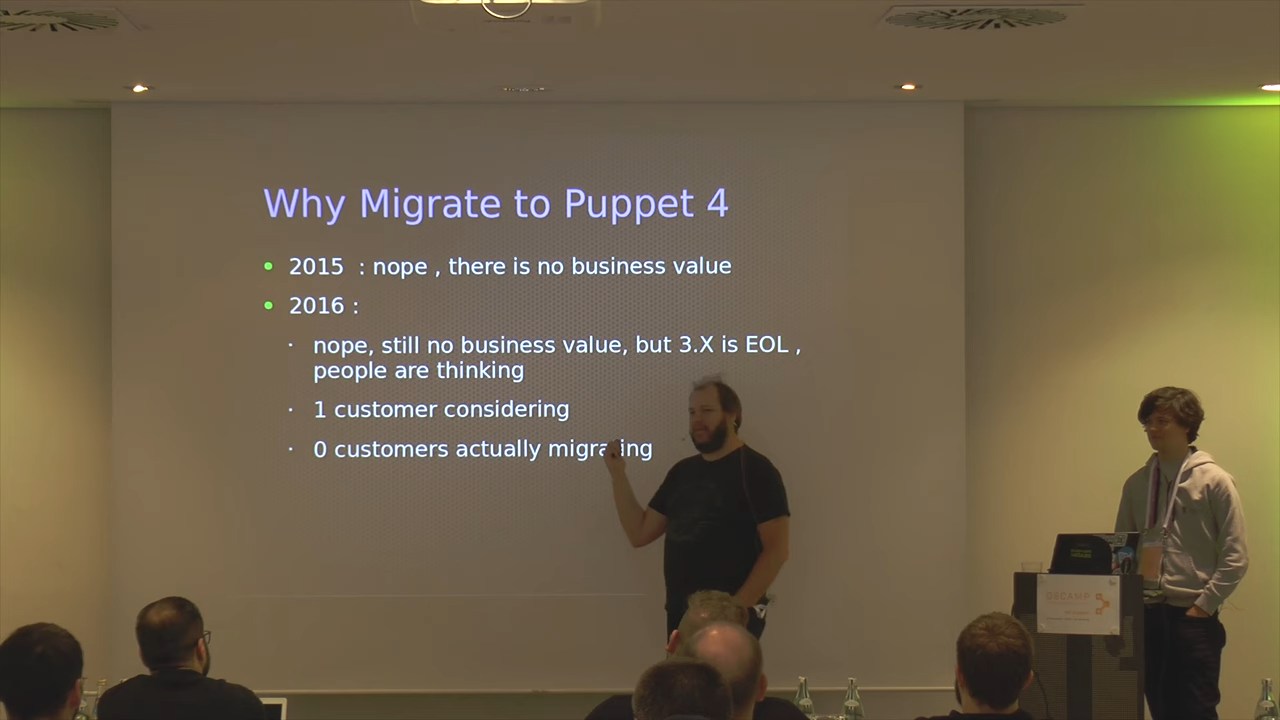 Why Migrate to Puppet 4
2015 : nope , there is no business value
2016 :
nope, still no business value, but 3.X is EOL ,
people are thinking
1 customer considering
0 customers actually migrating
OSCAMP